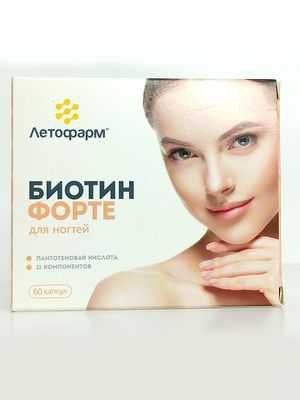 Летофарм®
БИОТИН
ФОРТЕ
для ногтей
ПАНТОТЕНОВАЯ КИСЛОТА
11 КОМПОНЕНТОВ
60 капсул